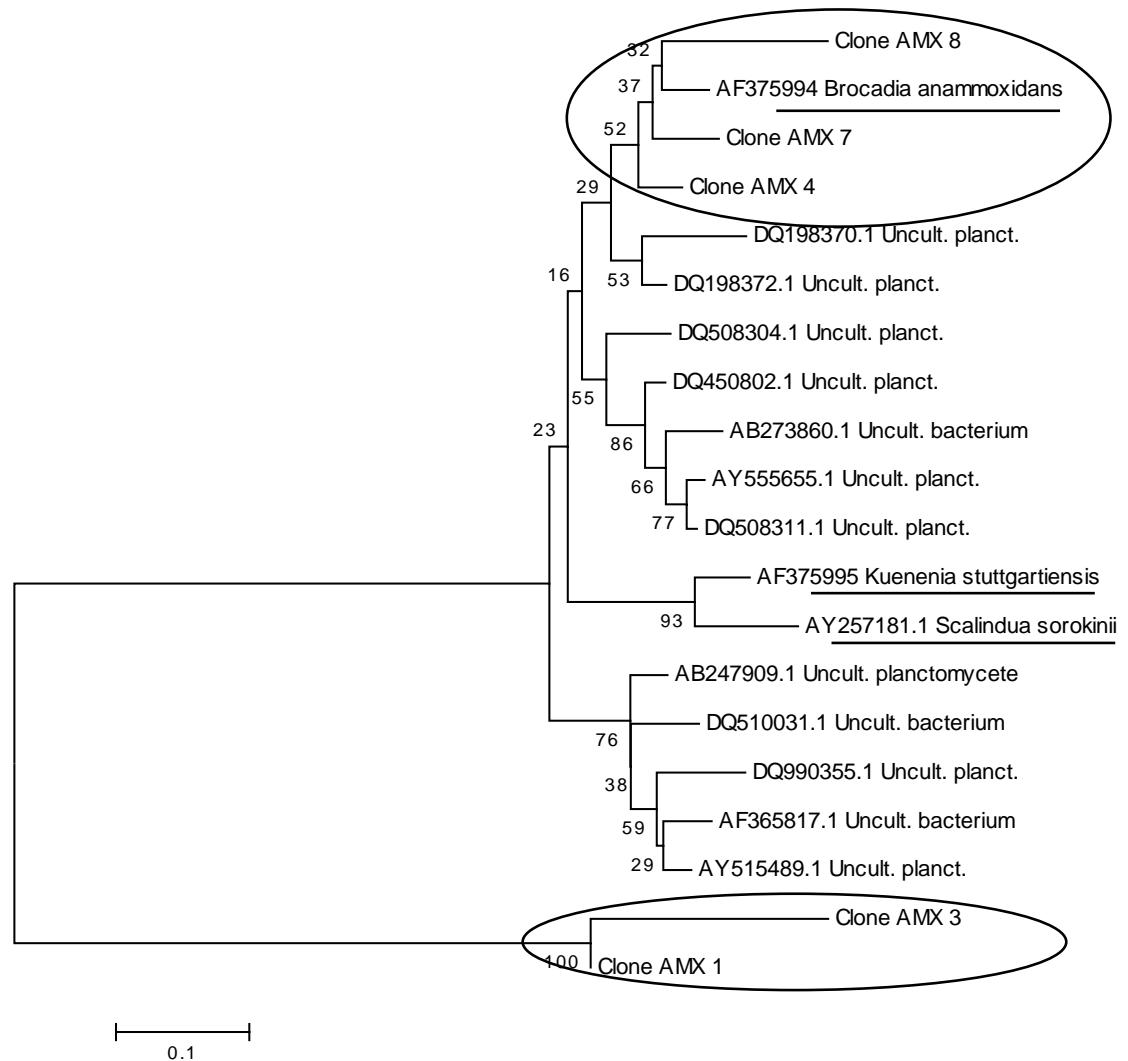 32
Clone AMX 8
37
AF375994 Brocadia anammoxidans
52
Clone AMX 7
29
Clone AMX 4
DQ198370.1 Uncult. planct.
16
53
DQ198372.1 Uncult. planct.
DQ508304.1 Uncult. planct.
55
DQ450802.1 Uncult. planct.
23
86
AB273860.1 Uncult. bacterium
66
AY555655.1 Uncult. planct.
77
DQ508311.1 Uncult. planct.
AF375995 Kuenenia stuttgartiensis
93
AY257181.1 Scalindua sorokinii
AB247909.1 Uncult. planctomycete
76
DQ510031.1 Uncult. bacterium
38
DQ990355.1 Uncult. planct.
59
AF365817.1 Uncult. bacterium
29
AY515489.1 Uncult. planct.
Clone AMX 3
100
Clone AMX 1
0.1